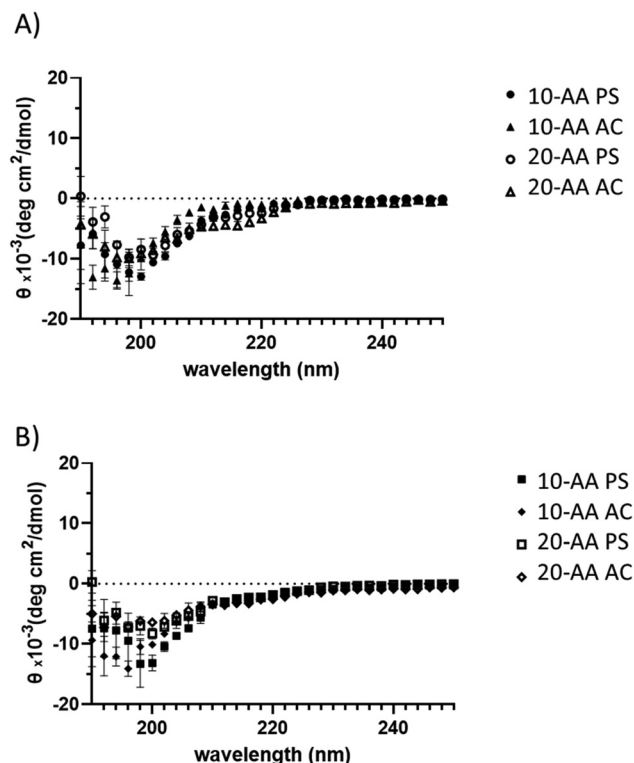 A)
20
10
0
-10
-20
θ x10⁻³(deg cm²/dmol)
200
220
240
wavelength (nm)
10-AA PS
10-AA AC
20-AA PS
20-AA AC
B)
20
10
0
-10
-20
θ x10⁻³(deg cm²/dmol)
200
220
240
wavelength (nm)
10-AA PS
10-AA AC
20-AA PS
20-AA AC